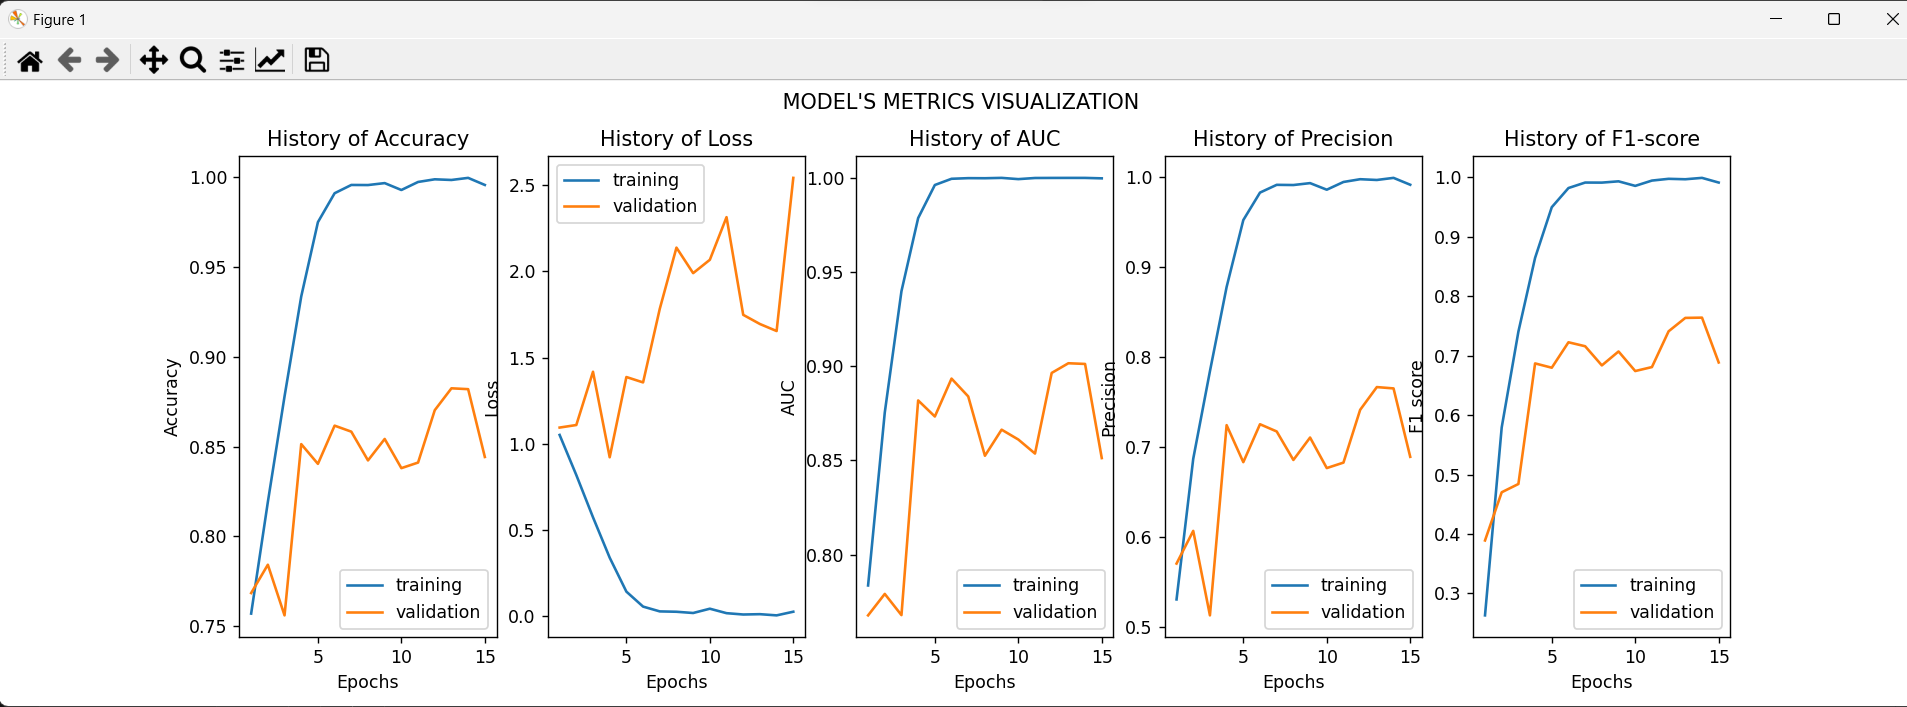 Figure 1
MODEL'S METRICS VISUALIZATION
History of Accuracy
1.00
0.95
0.90
0.85
0.80
0.75
Accuracy
training
validation
5 10 15
Epochs
History of Loss
training
validation
2.5
2.0
1.5
1.0
0.5
0.0
Loss
5 10 15
Epochs
History of AUC
1.00
0.95
0.90
0.85
0.80
AUC
training
validation
5 10 15
Epochs
History of Precision
1.0
0.9
0.8
0.7
0.6
0.5
Precision
training
validation
5 10 15
Epochs
History of F1-score
1.0
0.9
0.8
0.7
0.6
0.5
0.4
0.3
F1 score
training
validation
5 10 15
Epochs